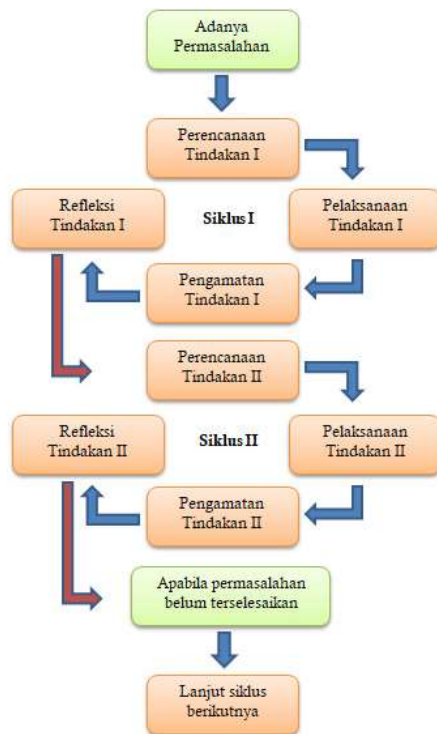 Adanya
Permasalahan
Perencanaan
Tindakan I
Refleksi
Tindakan I
Siklus I
Pelaksanaan
Tindakan I
Pengamatan
Tindakan I
Perencanaan
Tindakan II
Refleksi
Tindakan II
Siklus II
Pelaksanaan
Tindakan II
Pengamatan
Tindakan II
Apabila permasalahan
belum terselesaikan
Lanjut siklus
berikutnya